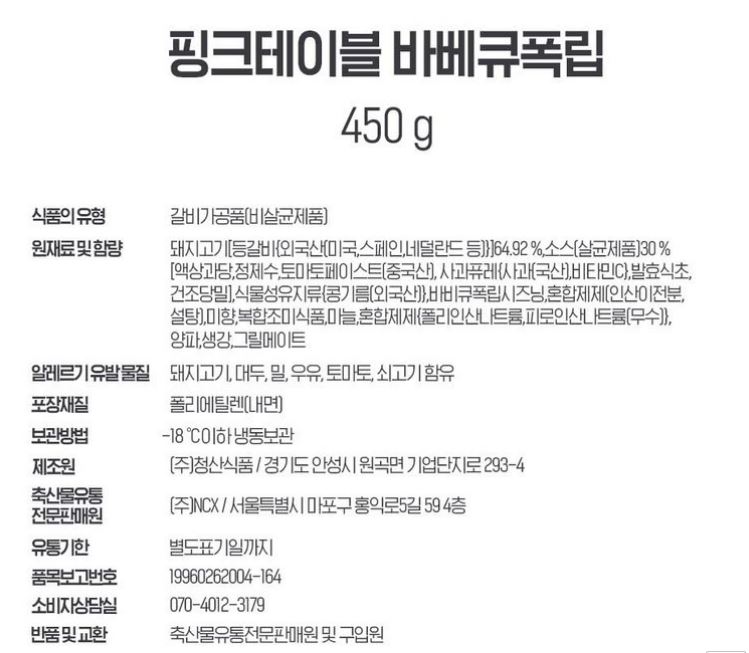 핑크테이블 바베큐폭립
450 g
식품의 유형 갈비가공품(비살균제품)
원재료 및 함량 돼지고기[등갈비{외국산(미국,스페인,네덜란드 등)}]64.92 %,소스(살균제품)30 %
[액상과당,정제수,토마토페이스트(중국산), 사과퓨레{사과(국산),비타민C},발효식초,
건조당밀],식물성유지류{콩기름(외국산)},바비큐폭립시즈닝,혼합제제(인산이전분,
설탕),미향,복합조미식품,마늘,혼합제제{폴리인산나트륨,피로인산나트륨(무수)},
양파,생강,그릴메이트
알레르기 유발 물질 돼지고기, 대두, 밀, 우유, 토마토, 쇠고기 함유
포장재질 폴리에틸렌(내면)
보관방법 -18 ℃이하 냉동보관
제조원 (주)청산식품 / 경기도 안성시 원곡면 기업단지로 293-4
축산물유통
전문판매원 (주)NCX / 서울특별시 마포구 홍익로5길 59 4층
유통기한 별도표기일까지
품목보고번호 19960262004-164
소비자상담실 070-4012-3179
반품 및 교환 축산물유통전문판매원 및 구입원